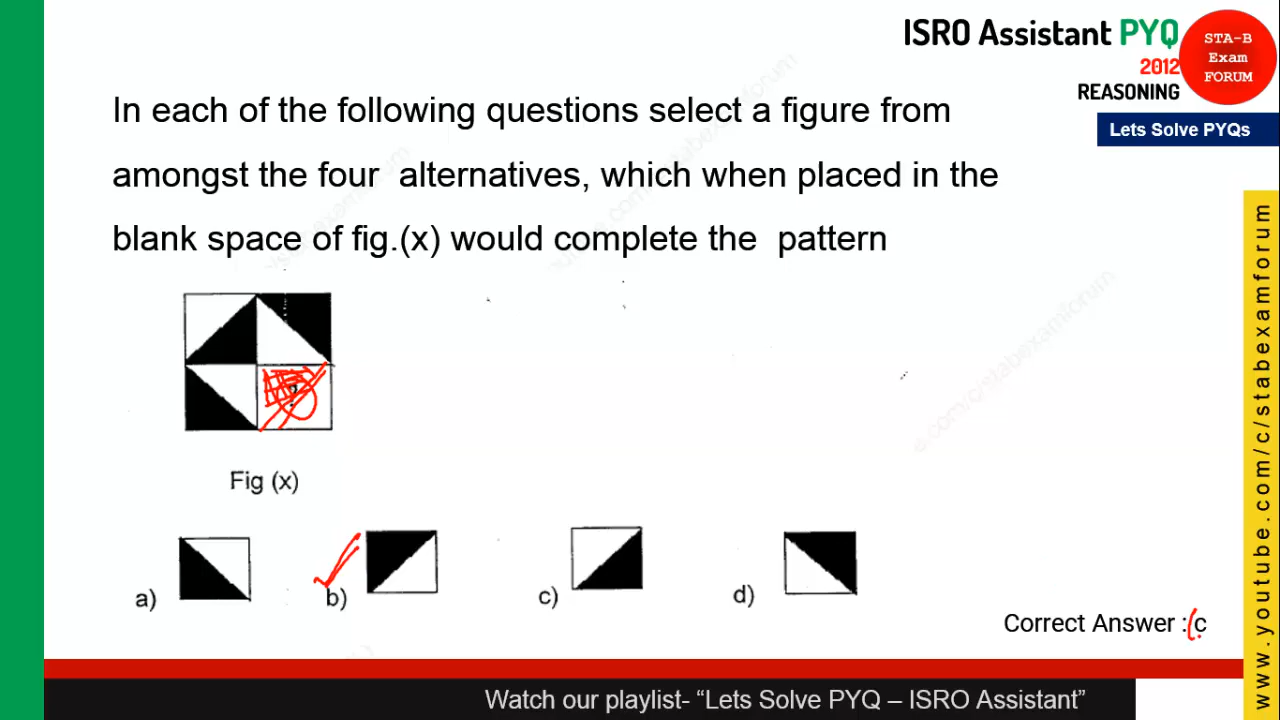 ISRO Assistant PYQ
2012
REASONING
STA-B
Exam
FORUM
Lets Solve PYQs
In each of the following questions select a figure from
amongst the four alternatives, which when placed in the
blank space of fig.(x) would complete the pattern
?
Fig (x)
a)
b)
c)
d)
Correct Answer :(c
Watch our playlist- “Lets Solve PYQ – ISRO Assistant”
www.youtube.com/c/stabexamforum